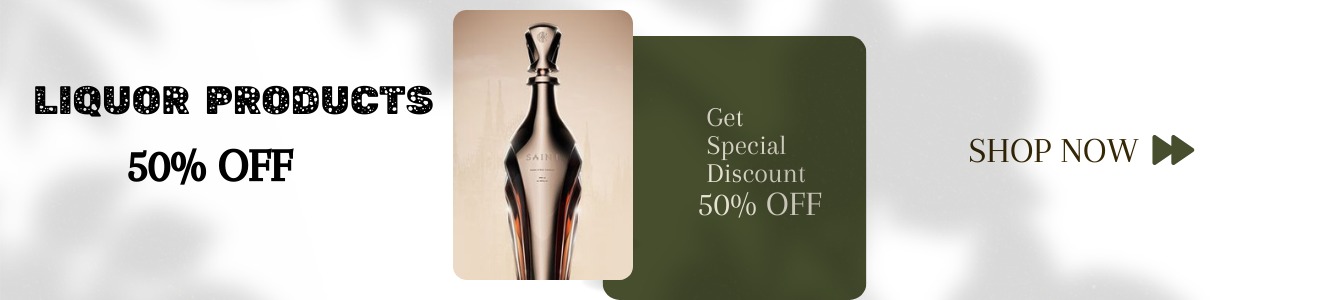 LIQUOR PRODUCTS
50% OFF
Get
Special
Discount
50% OFF
SHOP NOW